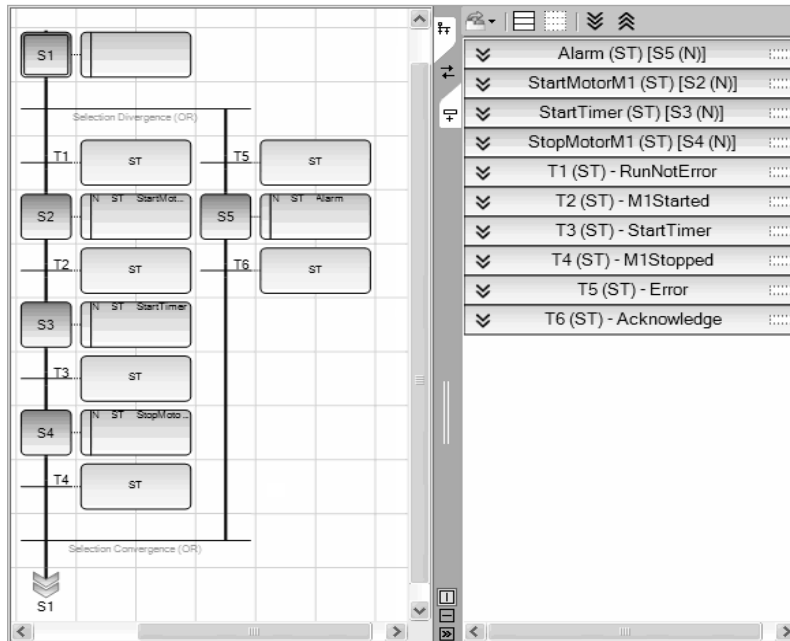 S1
Selection Divergence (OR)
T1 ST T5 ST
S2 N ST StartMot... S5 N ST Alarm
T2 ST T6 ST
S3 N ST StartTimer
T3 ST
S4 N ST StopMoto...
T4 ST
Selection Convergence (OR)
S1
Alarm (ST) [S5 (N)]
StartMotorM1 (ST) [S2 (N)]
StartTimer (ST) [S3 (N)]
StopMotorM1 (ST) [S4 (N)]
T1 (ST) - RunNotError
T2 (ST) - M1Started
T3 (ST) - StartTimer
T4 (ST) - M1Stopped
T5 (ST) - Error
T6 (ST) - Acknowledge